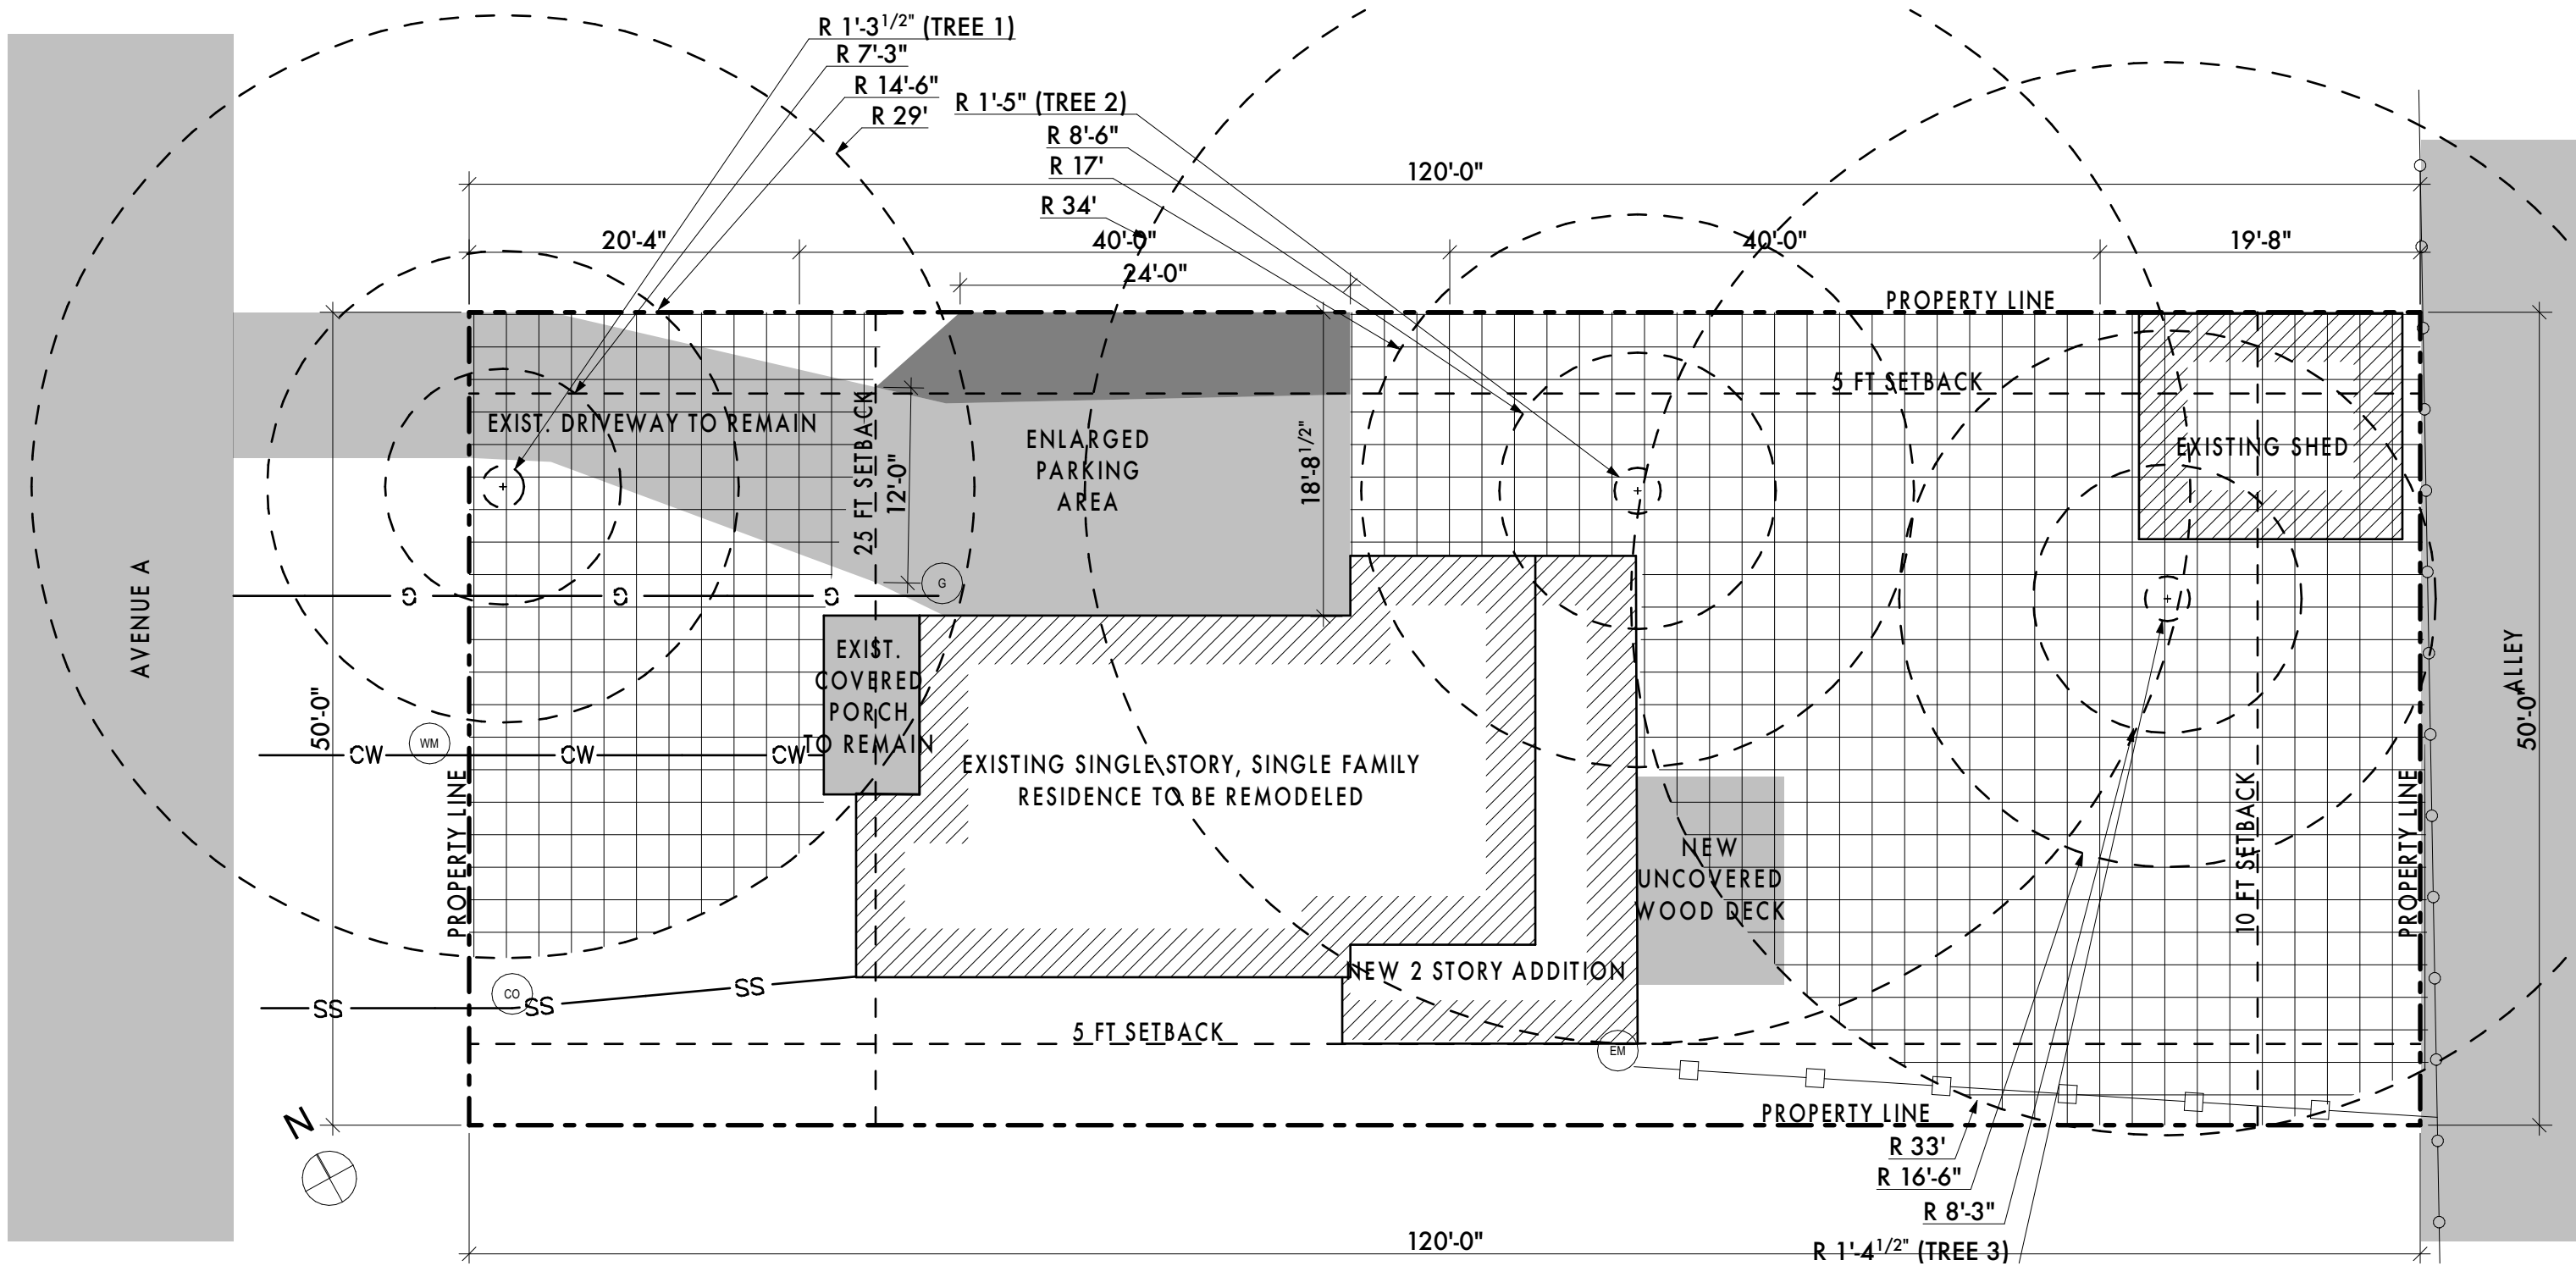 R 1'-3 1/2" (TREE 1)
R 7'-3"
R 14'-6"
R 29'
R 1'-5" (TREE 2)
R 8'-6"
R 17'
R 34'
120'-0"
20'-4"
40'-0"
40'-0"
19'-8"
24'-0"
PROPERTY LINE
5 FT SETBACK
EXIST. DRIVEWAY TO REMAIN
25 FT SETBACK
12'-0"
ENLARGED
PARKING
AREA
18'-8 1/2"
EXISTING SHED
AVENUE A
G
G
G
G
EXIST.
COVERED
PORCH
TO REMAIN
50'-0"
WM
CW
CW
CW
PROPERTY LINE
EXISTING SINGLE STORY, SINGLE FAMILY
RESIDENCE TO BE REMODELED
NEW
UNCOVERED
WOOD DECK
10 FT SETBACK
PROPERTY LINE
ALLEY
50'-0"
NEW 2 STORY ADDITION
CO
SS
SS
SS
5 FT SETBACK
EM
PROPERTY LINE
N
R 33'
R 16'-6"
R 8'-3"
R 1'-4 1/2" (TREE 3)
120'-0"